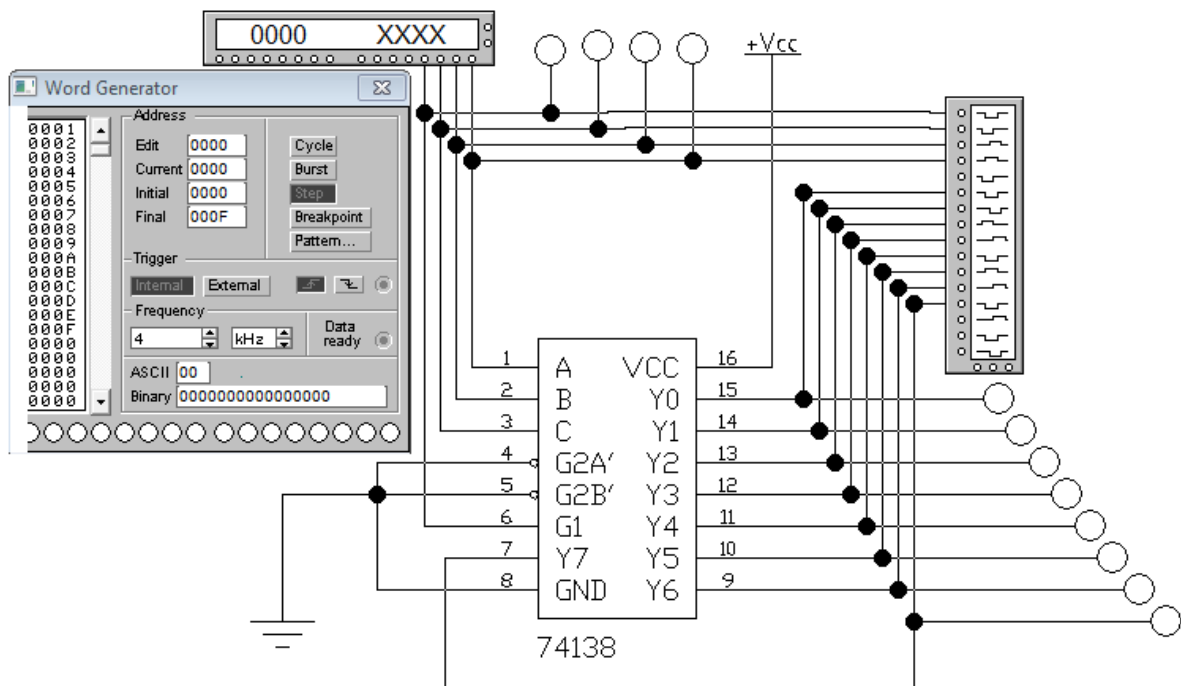 0000 XXXX
+Vcc
Word Generator
0001
0002
0003
0004
0005
0006
0007
0008
0009
000A
000B
000C
000D
000E
000F
0000
0000
0000
0000
0000
Address
Edit 0000
Current 0000
Initial 0000
Final 000F
Cycle
Burst
Step
Breakpoint
Pattern...
Trigger
Internal External
Frequency
4 kHz
Data
ready
ASCII 00
Binary 0000000000000000
1 A VCC 16
2 B Y0 15
3 C Y1 14
4 G2A' Y2 13
5 G2B' Y3 12
6 G1 Y4 11
7 Y7 Y5 10
8 GND Y6 9
74138